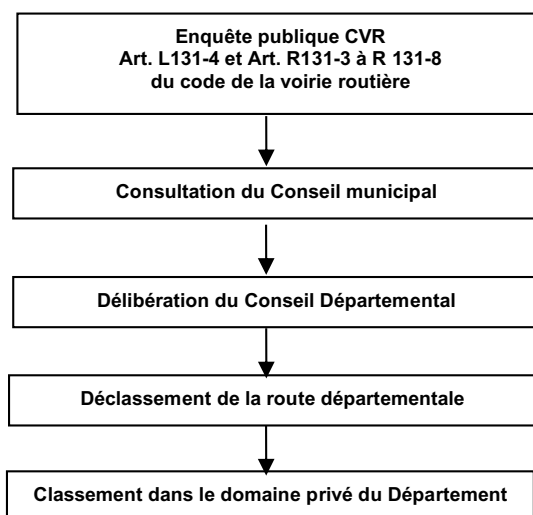 Enquête publique CVR
Art. L131-4 et Art. R131-3 à R 131-8
du code de la voirie routière
Consultation du Conseil municipal
Délibération du Conseil Départemental
Déclassement de la route départementale
Classement dans le domaine privé du Département